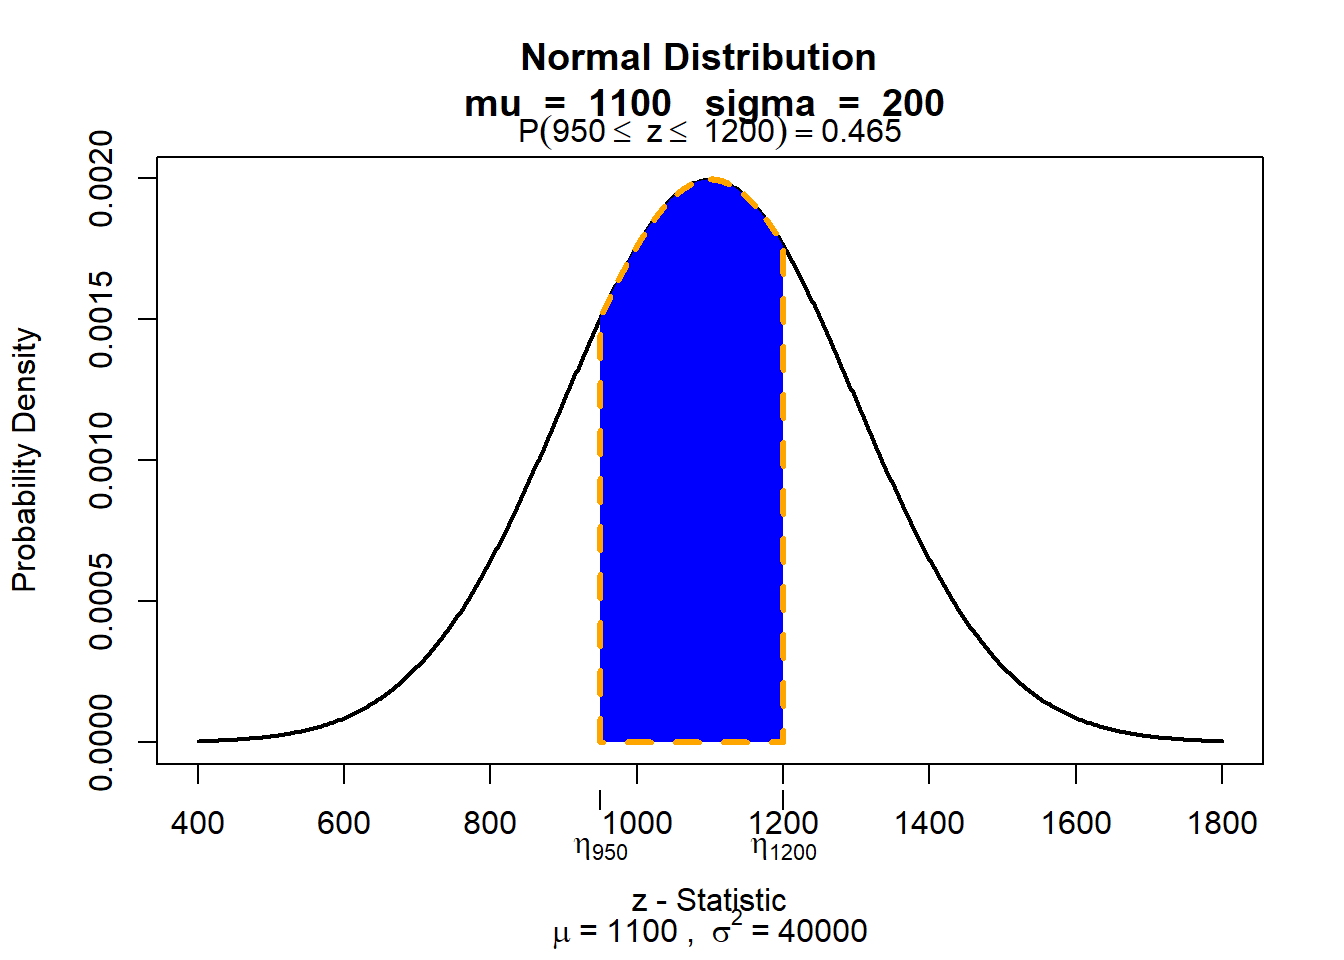 Normal Distribution
mu = 1100 sigma = 200
P(950 ≤ z ≤ 1200) = 0.465
Probability Density
0.0020
0.0015
0.0010
0.0005
0.0000
400 600 800 1000 1200 1400 1600 1800
η950 η1200
z - Statistic
μ = 1100 , σ² = 40000